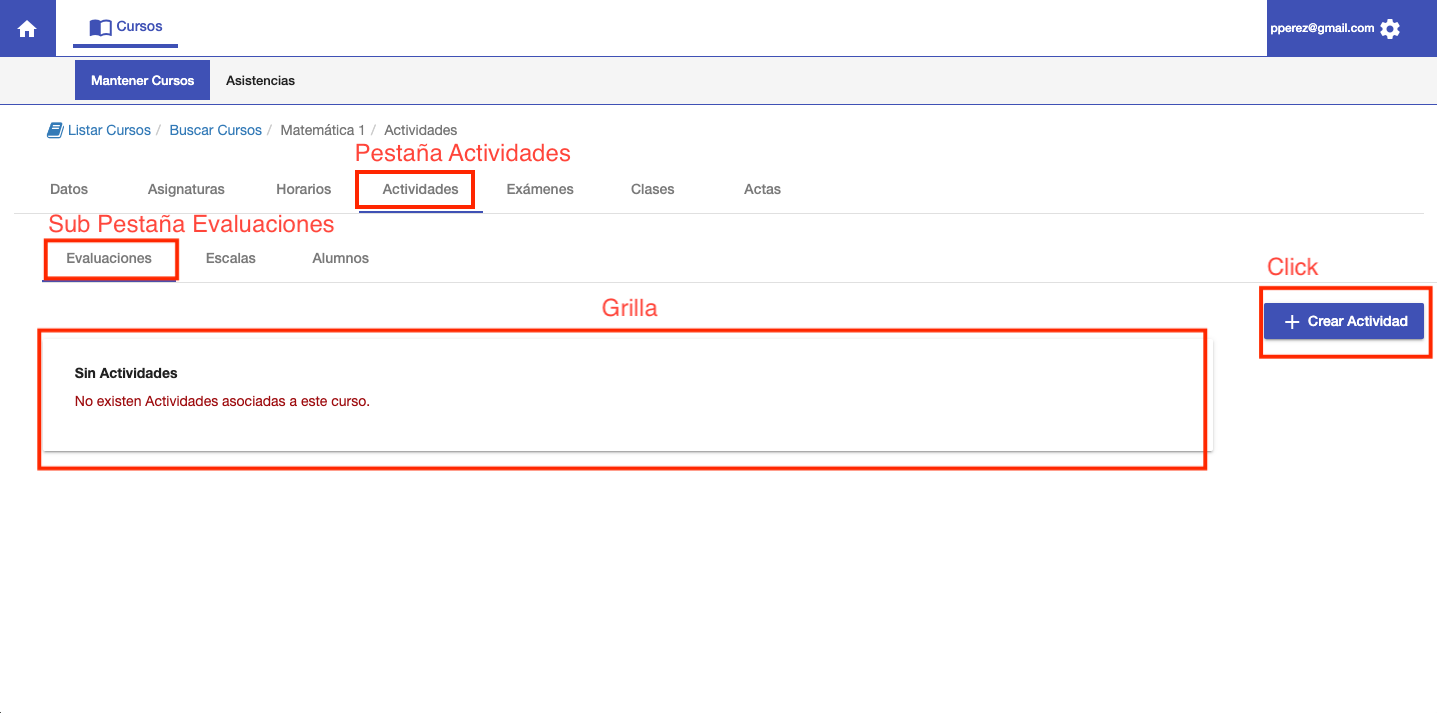 Cursos
pperez@gmail.com
Mantener Cursos Asistencias
Listar Cursos / Buscar Cursos / Matemática 1 / Actividades
Pestaña Actividades
Datos Asignaturas Horarios Actividades Exámenes Clases Actas
Sub Pestaña Evaluaciones
Evaluaciones Escalas Alumnos
Click
Grilla
+ Crear Actividad
Sin Actividades
No existen Actividades asociadas a este curso.